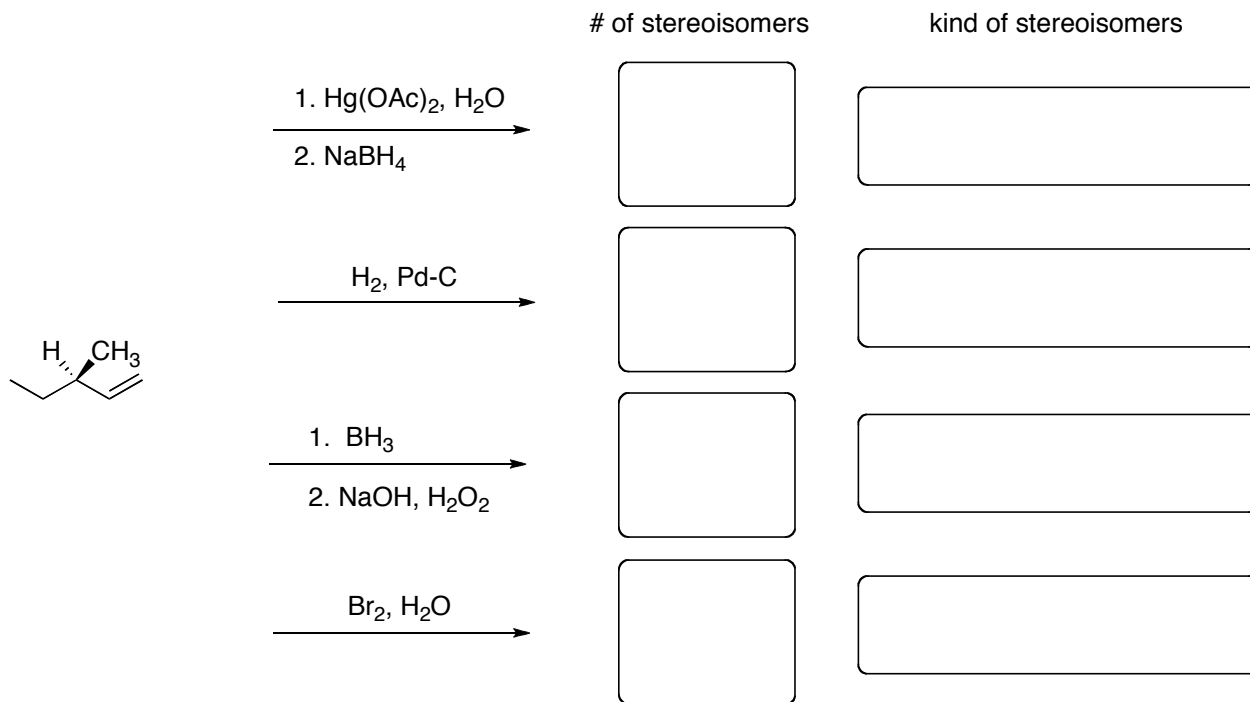 # of stereoisomers kind of stereoisomers
1. Hg(OAc)₂, H₂O
2. NaBH₄
H₂, Pd-C
H CH₃
1. BH₃
2. NaOH, H₂O₂
Br₂, H₂O